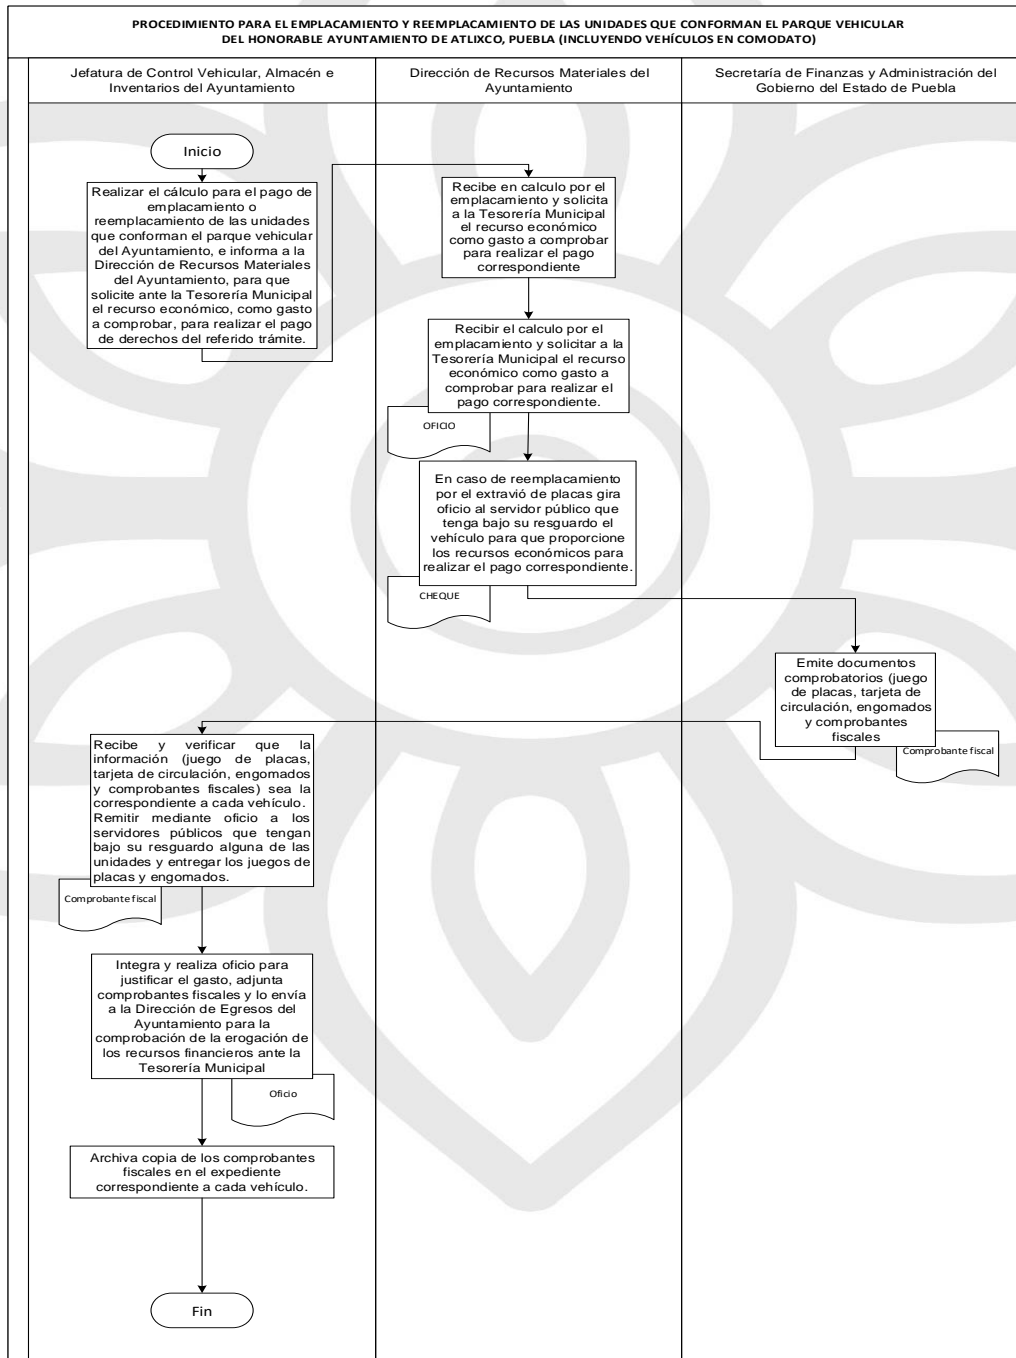 PROCEDIMIENTO PARA EL EMPLACAMIENTO Y REEMPLACAMIENTO DE LAS UNIDADES QUE CONFORMAN EL PARQUE VEHICULAR
DEL HONORABLE AYUNTAMIENTO DE ATLIXCO, PUEBLA (INCLUYENDO VEHÍCULOS EN COMODATO)
Jefatura de Control Vehicular, Almacén e
Inventarios del Ayuntamiento
Dirección de Recursos Materiales del
Ayuntamiento
Secretaría de Finanzas y Administración del
Gobierno del Estado de Puebla
Inicio
Realizar el cálculo para el pago de
emplacamiento o
reemplacamiento de las unidades
que conforman el parque vehicular
del Ayuntamiento, e informa a la
Dirección de Recursos Materiales
del Ayuntamiento, para que
solicite ante la Tesorería Municipal
el recurso económico, como gasto
a comprobar, para realizar el pago
de derechos del referido trámite.
Recibe en calculo por el
emplacamiento y solicita
a la Tesorería Municipal
el recurso económico
como gasto a comprobar
para realizar el pago
correspondiente
Recibir el calculo por el
emplacamiento y solicitar a la
Tesorería Municipal el recurso
económico como gasto a
comprobar para realizar el
pago correspondiente.
OFICIO
En caso de reemplacamiento
por el extravió de placas gira
oficio al servidor público que
tenga bajo su resguardo el
vehículo para que proporcione
los recursos económicos para
realizar el pago correspondiente.
CHEQUE
Emite documentos
comprobatorios (juego
de placas, tarjeta de
circulación, engomados
y comprobantes
fiscales
Comprobante fiscal
Recibe y verificar que la
información (juego de placas,
tarjeta de circulación, engomados
y comprobantes fiscales) sea la
correspondiente a cada vehículo.
Remitir mediante oficio a los
servidores públicos que tengan
bajo su resguardo alguna de las
unidades y entregar los juegos de
placas y engomados.
Comprobante fiscal
Integra y realiza oficio para
justificar el gasto, adjunta
comprobantes fiscales y lo envía
a la Dirección de Egresos del
Ayuntamiento para la
comprobación de la erogación de
los recursos financieros ante la
Tesorería Municipal
Oficio
Archiva copia de los comprobantes
fiscales en el expediente
correspondiente a cada vehículo.
Fin